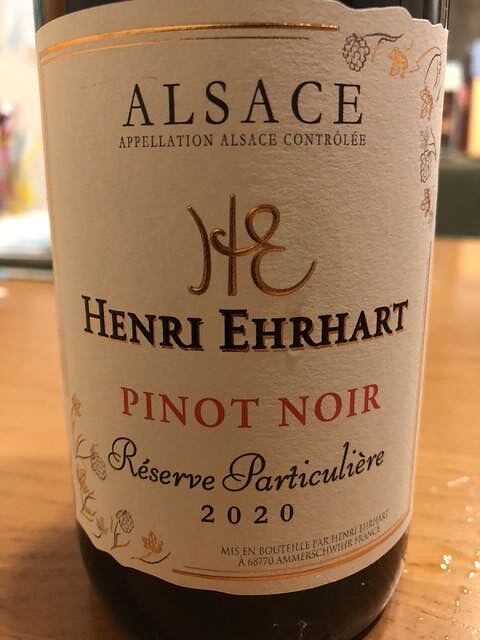 ALSACE
APPELLATION ALSACE CONTRÔLÉE
HE
HENRI EHRHART
PINOT NOIR
Réserve Particulière
2020
MIS EN BOUTEILLE PAR HENRI EHRHART
À 68770 AMMERSCHWIHR FRANCE